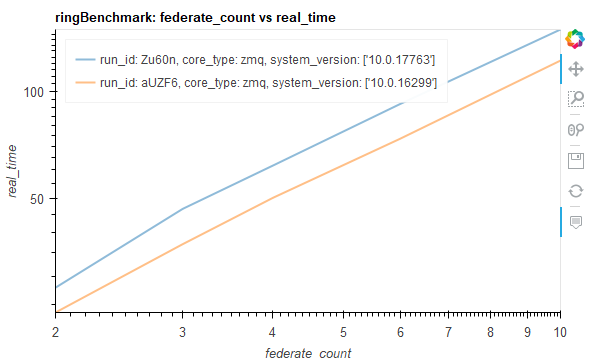 ringBenchmark: federate_count vs real_time
run_id: Zu60n, core_type: zmq, system_version: ['10.0.17763']
run_id: aUZF6, core_type: zmq, system_version: ['10.0.16299']
100
50
real_time
2 3 4 5 6 7 8 9 10
federate_count